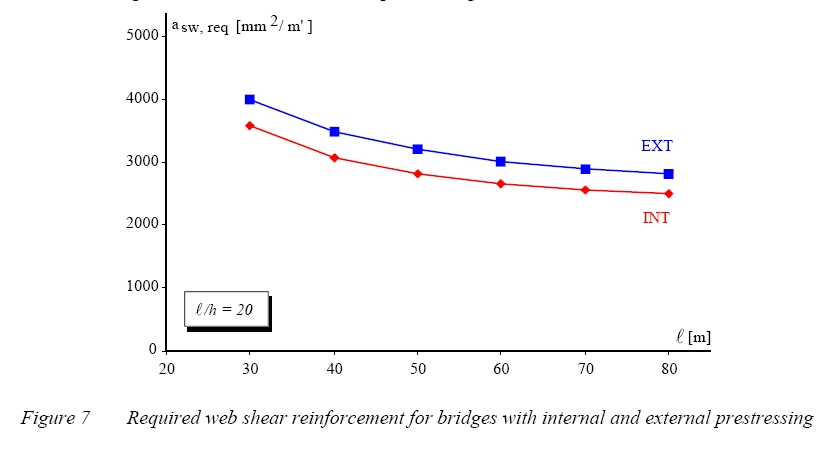 a sw, req [mm 2/ m' ]
5000
4000
EXT
3000
INT
2000
1000
ℓ/h = 20
ℓ [m]
0
20 30 40 50 60 70 80
Figure 7 Required web shear reinforcement for bridges with internal and external prestressing